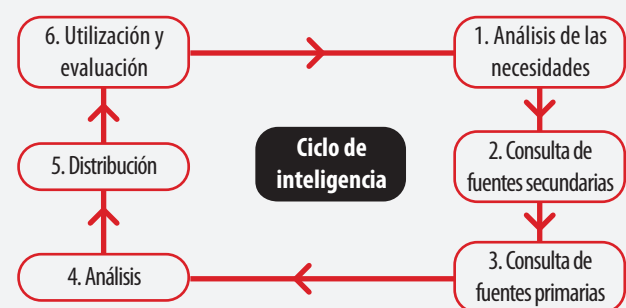 6. Utilización y
evaluación
1. Análisis de las
necesidades
Ciclo de
inteligencia
5. Distribución
2. Consulta de
fuentes secundarias
4. Análisis
3. Consulta de
fuentes primarias